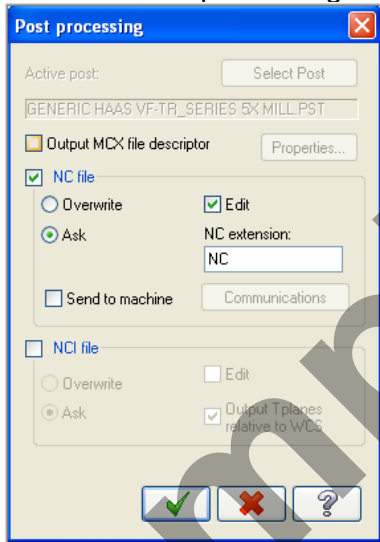 Post processing
Active post: Select Post
GENERIC HAAS VF-TR_SERIES 5X MILL.PST
Output MCX file descriptor Properties...
NC file
Overwrite Edit
Ask NC extension:
NC
Send to machine Communications
NCI file
Overwrite Edit
Ask Output Tplanes
relative to WCS
?